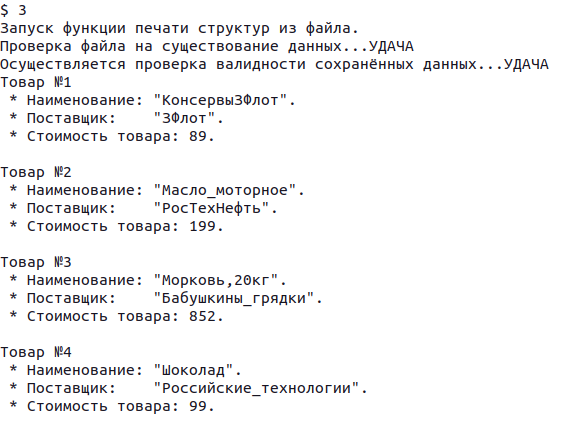 $ 3
Запуск функции печати структур из файла.
Проверка файла на существование данных...УДАЧА
Осуществляется проверка валидности сохранённых данных...УДАЧА
Товар №1
 * Наименование: "КонсервыЗФлот".
 * Поставщик:    "ЗФлот".
 * Стоимость товара: 89.

Товар №2
 * Наименование: "Масло_моторное".
 * Поставщик:    "РосТехНефть".
 * Стоимость товара: 199.

Товар №3
 * Наименование: "Морковь,20кг".
 * Поставщик:    "Бабушкины_грядки".
 * Стоимость товара: 852.

Товар №4
 * Наименование: "Шоколад".
 * Поставщик:    "Российские_технологии".
 * Стоимость товара: 99.